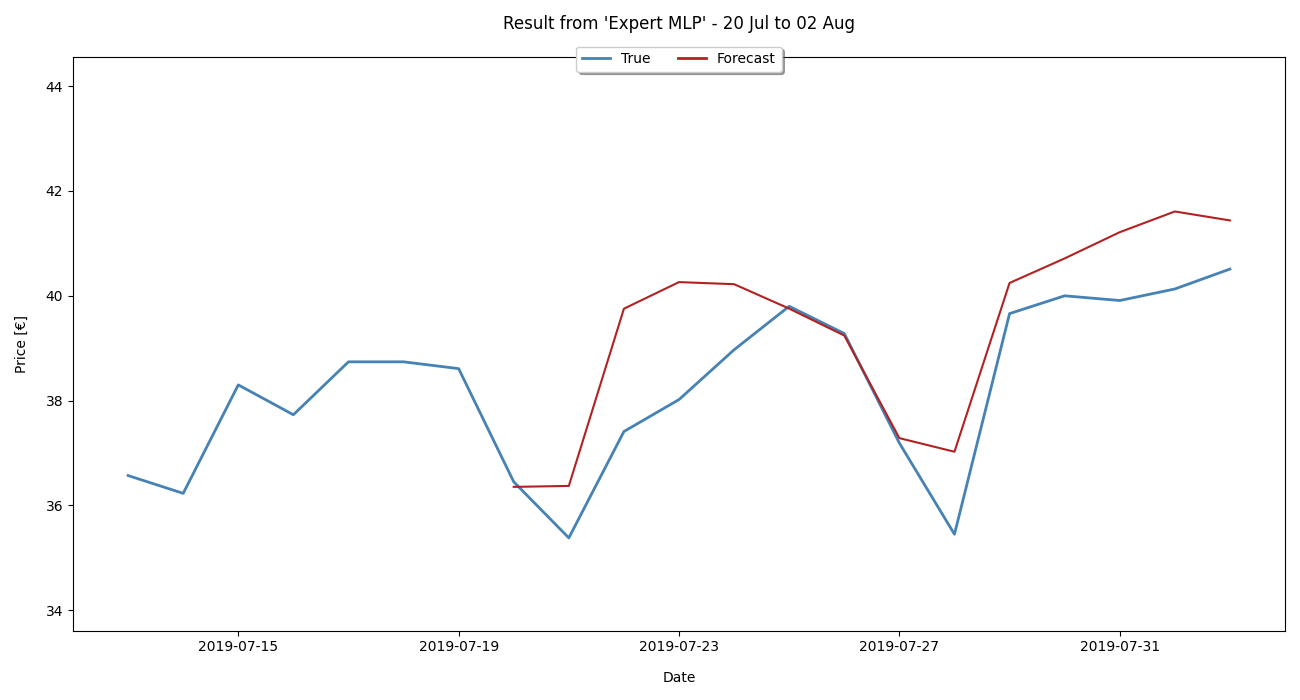 Result from 'Expert MLP' - 20 Jul to 02 Aug
True Forecast
44
42
40
38
36
34
Price [€]
2019-07-15 2019-07-19 2019-07-23 2019-07-27 2019-07-31
Date